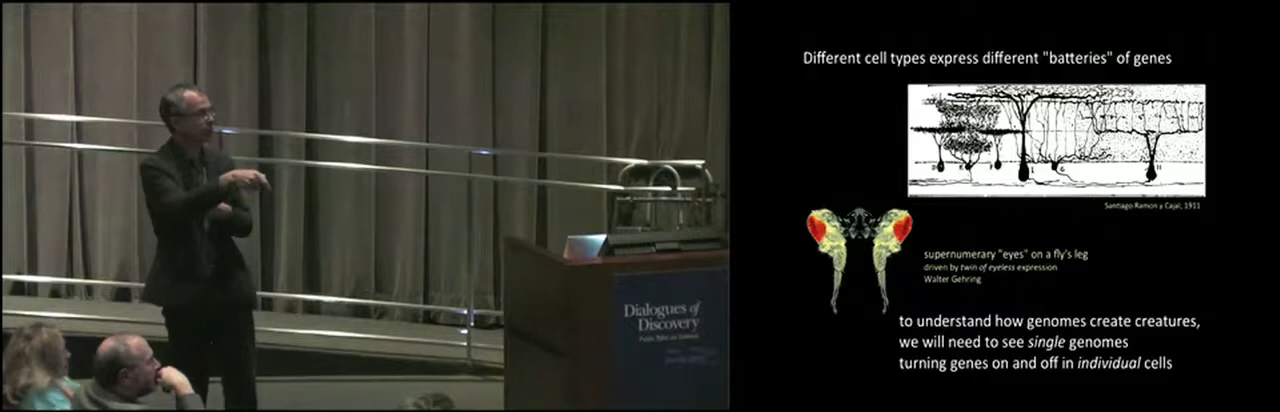 Different cell types express different "batteries" of genes
Santiago Ramon y Cajal, 1911
supernumerary "eyes" on a fly's leg
driven by twin of eyeless expression
Walter Gehring
to understand how genomes create creatures,
we will need to see single genomes
turning genes on and off in individual cells
Dialogues of
Discovery